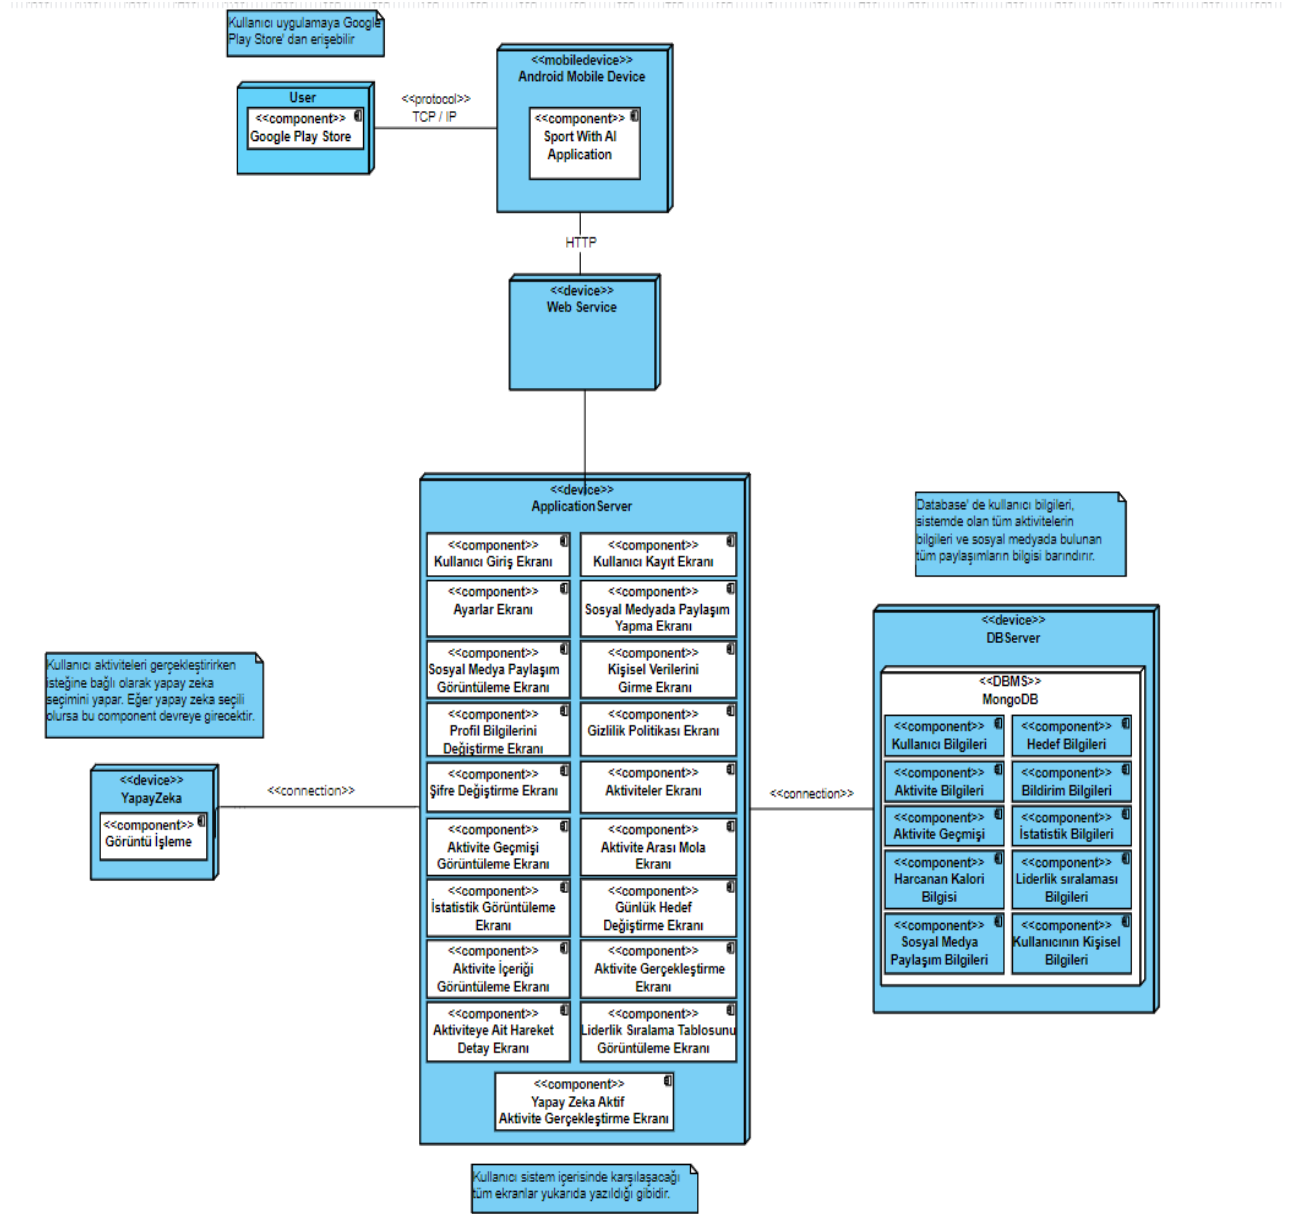 Kullanıcı uygulamaya Google
Play Store' dan erişebilir
<<mobiledevice>>
Android Mobile Device
<<component>>
Sport With AI
Application
User
<<component>>
Google Play Store
<<protocol>>
TCP / IP
HTTP
<<device>>
Web Service
<<device>>
ApplicationServer
<<component>>
Kullanıcı Giriş Ekranı
<<component>>
Kullanıcı Kayıt Ekranı
<<component>>
Ayarlar Ekranı
<<component>>
Sosyal Medyada Paylaşım
Yapma Ekranı
<<component>>
Sosyal Medya Paylaşım
Görüntüleme Ekranı
<<component>>
Kişisel Verilerini
Girme Ekranı
<<component>>
Profil Bilgilerini
Değiştirme Ekranı
<<component>>
Gizlilik Politikası Ekranı
<<component>>
Şifre Değiştirme Ekranı
<<component>>
Aktiviteler Ekranı
<<component>>
Aktivite Geçmişi
Görüntüleme Ekranı
<<component>>
Aktivite Arası Mola
Ekranı
<<component>>
İstatistik Görüntüleme
Ekranı
<<component>>
Günlük Hedef
Değiştirme Ekranı
<<component>>
Aktivite İçeriği
Görüntüleme Ekranı
<<component>>
Aktivite Gerçekleştirme
Ekranı
<<component>>
Aktiviteye Ait Hareket
Detay Ekranı
<<component>>
Liderlik Sıralama Tablosunu
Görüntüleme Ekranı
<<component>>
Yapay Zeka Aktif
Aktivite Gerçekleştirme Ekranı
Kullanıcı sistem içerisinde karşılaşacağı
tüm ekranlar yukarıda yazıldığı gibidir.
Kullanıcı aktiviteleri gerçekleştirirken
isteğine bağlı olarak yapay zeka
seçimini yapar. Eğer yapay zeka seçili
olursa bu component devreye girecektir.
<<device>>
YapayZeka
<<component>>
Görüntü İşleme
<<connection>>
<<connection>>
Database' de kullanıcı bilgileri,
sistemde olan tüm aktivitelerin
bilgileri ve sosyal medyada bulunan
tüm paylaşımların bilgisi barındırır.
<<device>>
DBServer
<<DBMS>>
MongoDB
<<component>>
Kullanıcı Bilgileri
<<component>>
Hedef Bilgileri
<<component>>
Aktivite Bilgileri
<<component>>
Bildirim Bilgileri
<<component>>
Aktivite Geçmişi
<<component>>
İstatistik Bilgileri
<<component>>
Harcanan Kalori
Bilgisi
<<component>>
Liderlik sıralaması
Bilgileri
<<component>>
Sosyal Medya
Paylaşım Bilgileri
<<component>>
Kullanıcının Kişisel
Bilgileri